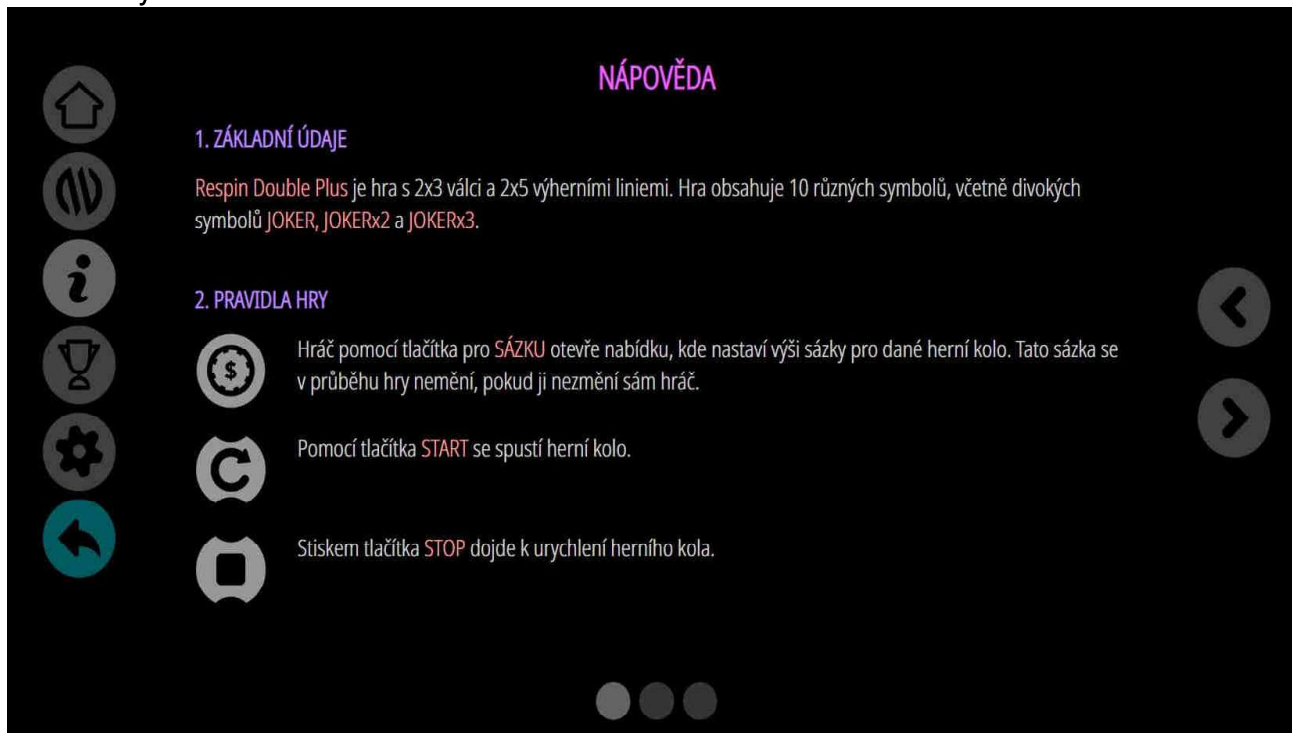 NÁPOVĚDA
1. ZÁKLADNÍ ÚDAJE
Respin Double Plus je hra s 2x3 válci a 2x5 výherními liniemi. Hra obsahuje 10 různých symbolů, včetně divokých
symbolů JOKER, JOKERx2 a JOKERx3.
2. PRAVIDLA HRY
Hráč pomocí tlačítka pro SÁZKU otevře nabídku, kde nastaví výši sázky pro dané herní kolo. Tato sázka se
v průběhu hry nemění, pokud ji nezmění sám hráč.
Pomocí tlačítka START se spustí herní kolo.
Stiskem tlačítka STOP dojde k urychlení herního kola.